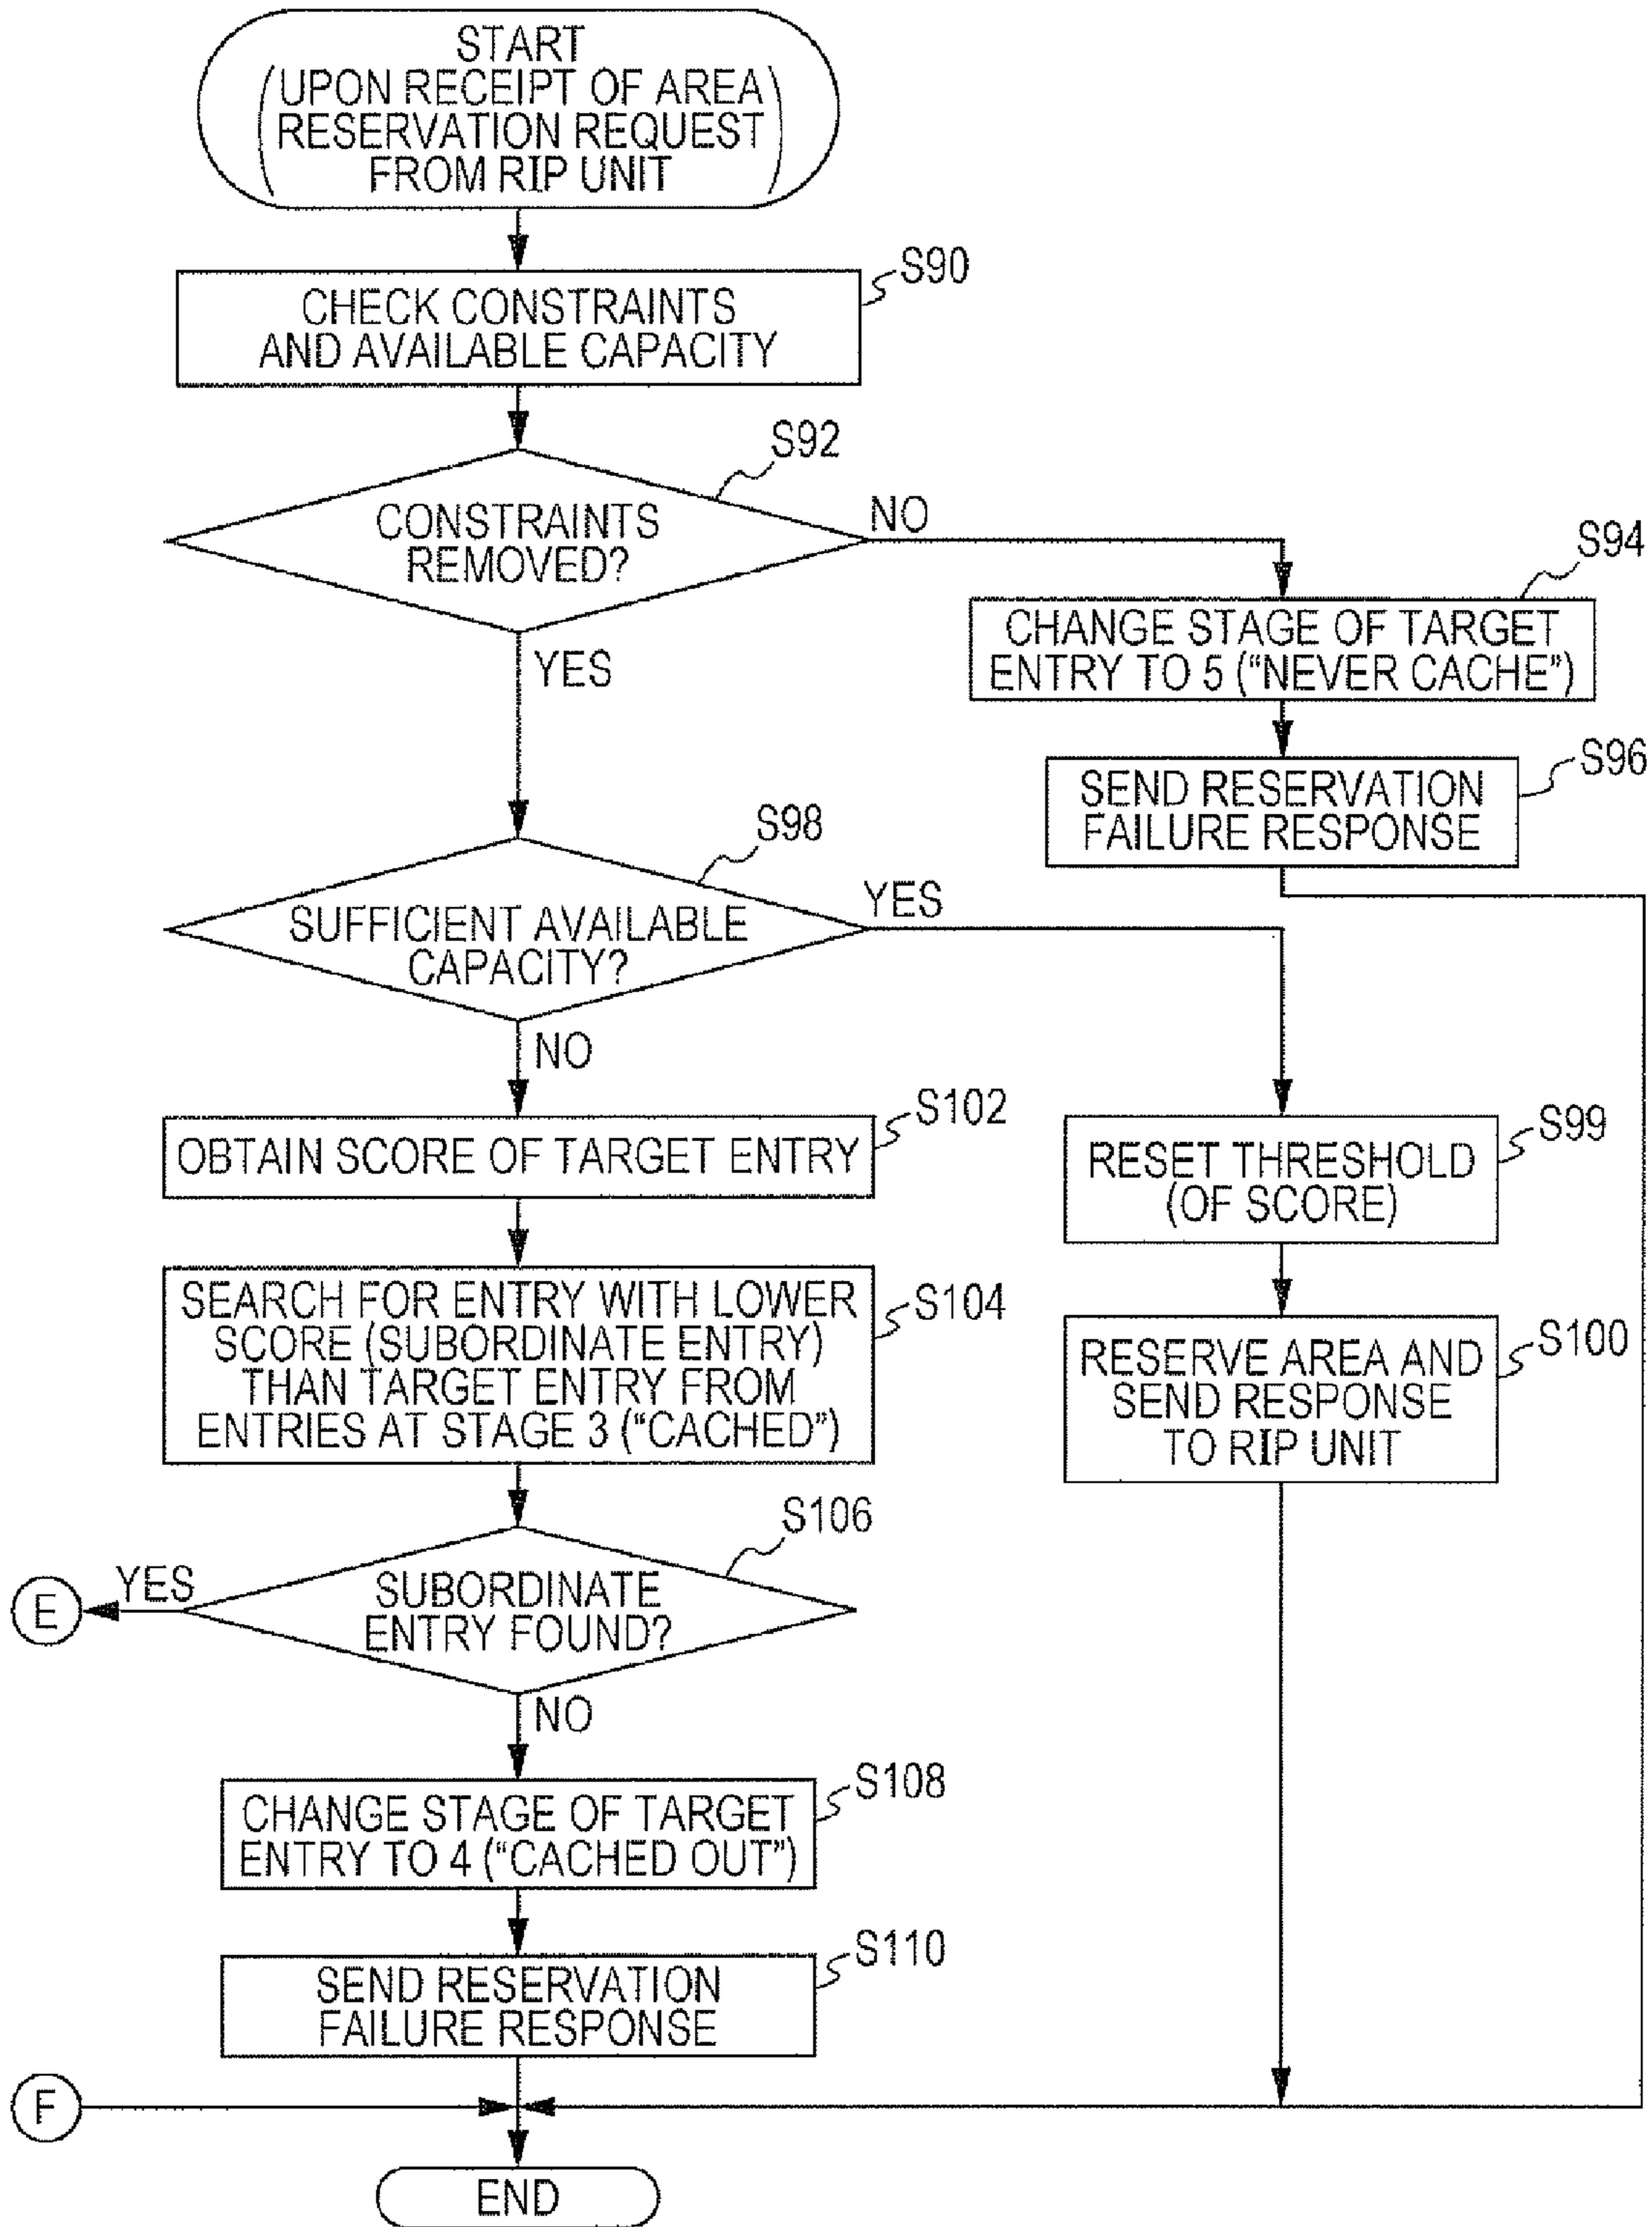 START
(UPON RECEIPT OF AREA
RESERVATION REQUEST
FROM RIP UNIT)
S90
CHECK CONSTRAINTS
AND AVAILABLE CAPACITY
S92
CONSTRAINTS
REMOVED?
NO
YES
S94
CHANGE STAGE OF TARGET
ENTRY TO 5 (“NEVER CACHE”)
S96
SEND RESERVATION
FAILURE RESPONSE
S98
SUFFICIENT AVAILABLE
CAPACITY?
YES
NO
S102
OBTAIN SCORE OF TARGET ENTRY
S99
RESET THRESHOLD
(OF SCORE)
S104
SEARCH FOR ENTRY WITH LOWER
SCORE (SUBORDINATE ENTRY)
THAN TARGET ENTRY FROM
ENTRIES AT STAGE 3 (“CACHED”)
S100
RESERVE AREA AND
SEND RESPONSE
TO RIP UNIT
S106
SUBORDINATE
ENTRY FOUND?
YES
E
NO
S108
CHANGE STAGE OF TARGET
ENTRY TO 4 (“CACHED OUT”)
S110
SEND RESERVATION
FAILURE RESPONSE
F
END